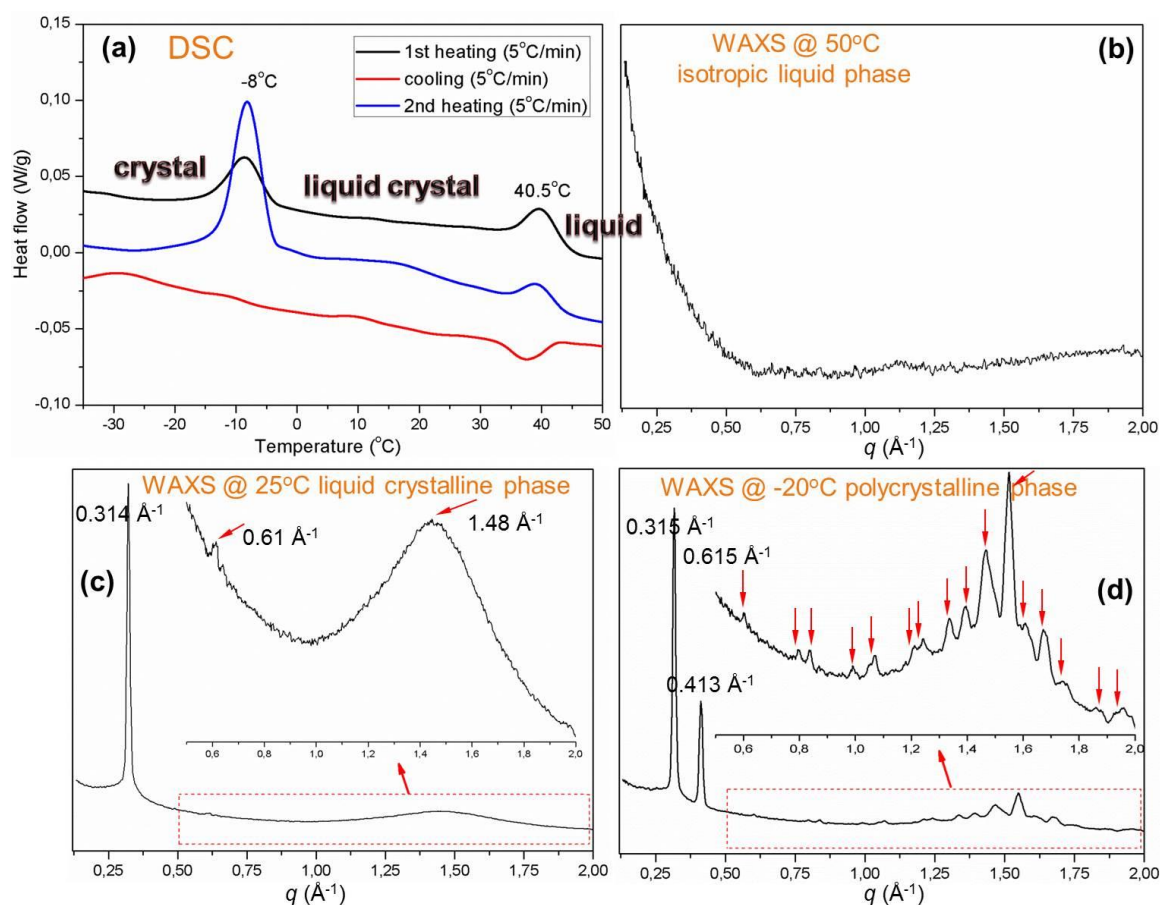 (a)
DSC
1st heating (5°C/min)
cooling (5°C/min)
2nd heating (5°C/min)
-8°C
crystal
liquid crystal
40.5°C
liquid
Heat flow (W/g)
0,15
0,10
0,05
0,00
-0,05
-0,10
-30 -20 -10 0 10 20 30 40 50
Temperature (°C)
WAXS @ 50°C
isotropic liquid phase
(b)
0,25 0,50 0,75 1,00 1,25 1,50 1,75 2,00
q (Å-1)
WAXS @ 25°C liquid crystalline phase
0.314 Å-1
0.61 Å-1
1.48 Å-1
(c)
0,6 0,8 1,0 1,2 1,4 1,6 1,8 2,0
0,25 0,50 0,75 1,00 1,25 1,50 1,75 2,00
q (Å-1)
WAXS @ -20°C polycrystalline phase
0.315 Å-1
0.615 Å-1
(d)
0.413 Å-1
0,6 0,8 1,0 1,2 1,4 1,6 1,8 2,0
0,25 0,50 0,75 1,00 1,25 1,50 1,75 2,00
q (Å-1)